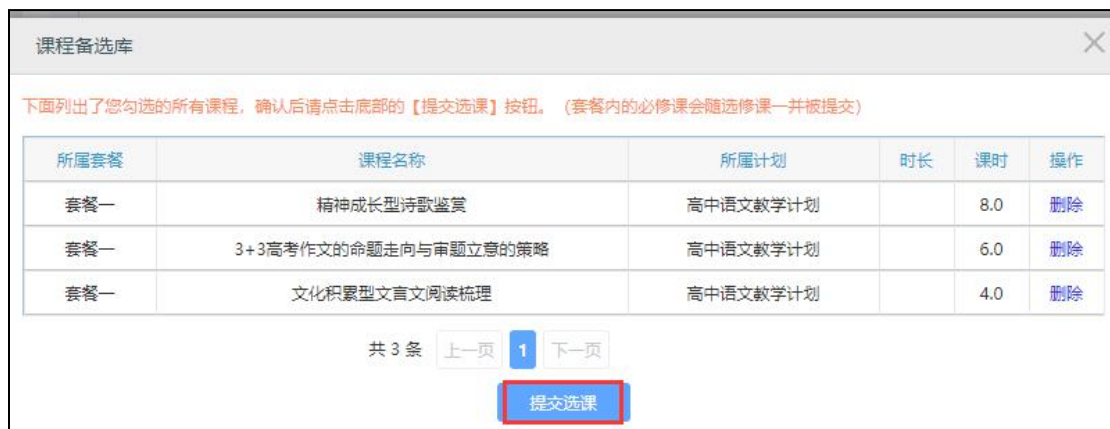 课程备选库
下面列出了您勾选的所有课程，确认后请点击底部的【提交选课】按钮。（套餐内的必修课会随选修课一并被提交）
所属套餐 课程名称 所属计划 时长 课时 操作
套餐一 精神成长型诗歌鉴赏 高中语文教学计划 8.0 删除
套餐一 3+3高考作文的命题走向与审题立意的策略 高中语文教学计划 6.0 删除
套餐一 文化积累型文言文阅读梳理 高中语文教学计划 4.0 删除
共 3 条 上一页 1 下一页
提交选课